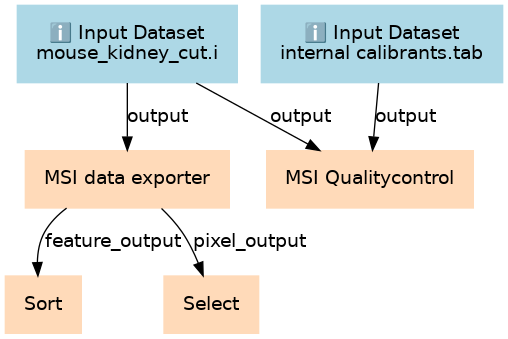 ℹ️ Input Dataset
mouse_kidney_cut.i
ℹ️ Input Dataset
internal calibrants.tab
output
output
output
MSI data exporter
MSI Qualitycontrol
feature_output
pixel_output
Sort
Select